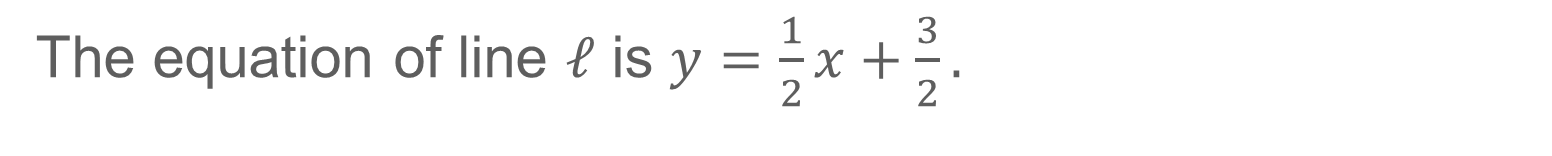 The equation of line ℓ is y = 1/2 x + 3/2.